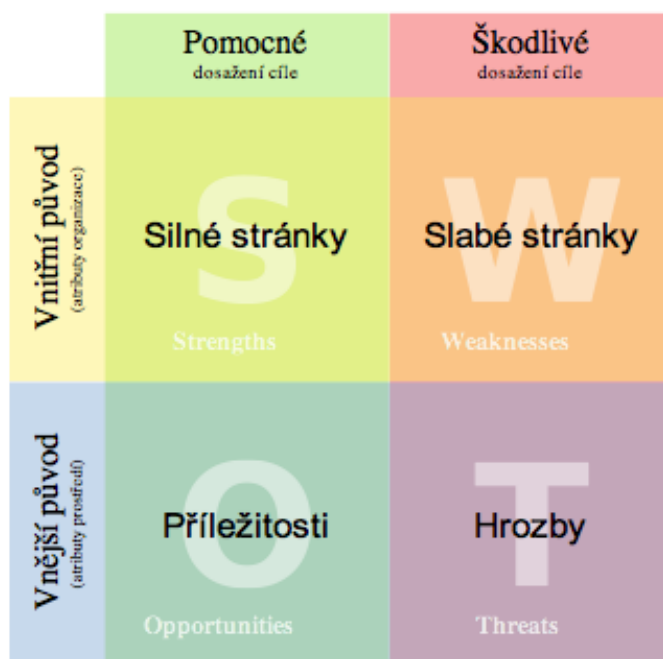 Pomocné
dosažení cíle
Škodlivé
dosažení cíle
Vnitřní původ
(atributy organizace)
S
Silné stránky
Strengths
W
Slabé stránky
Weaknesses
Vnější původ
(atributy prostředí)
O
Příležitosti
Opportunities
T
Hrozby
Threats